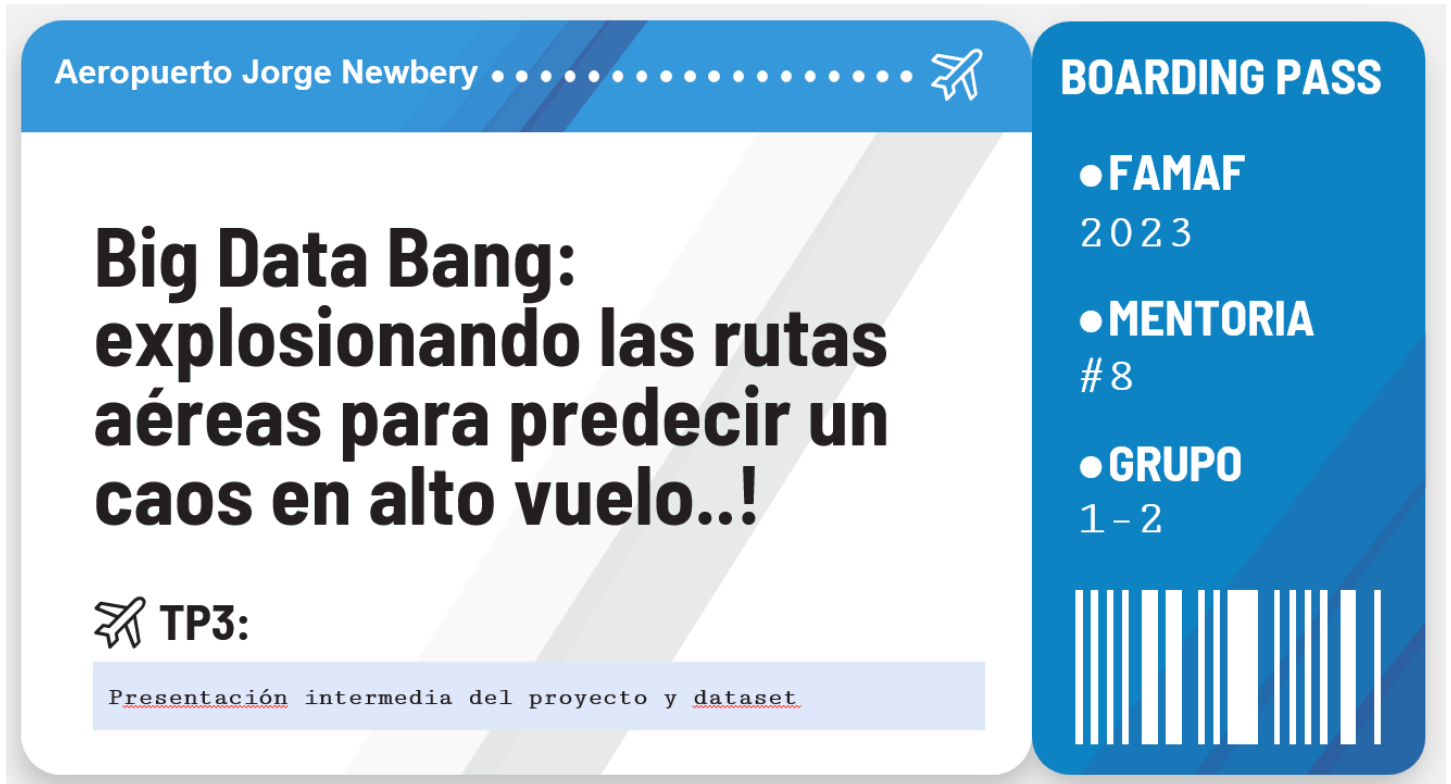 Aeropuerto Jorge Newbery
Big Data Bang:
explosionando las rutas
aéreas para predecir un
caos en alto vuelo..!
TP3:
Presentación intermedia del proyecto y dataset
BOARDING PASS
•FAMAF
2023
•MENTORIA
#8
•GRUPO
1-2